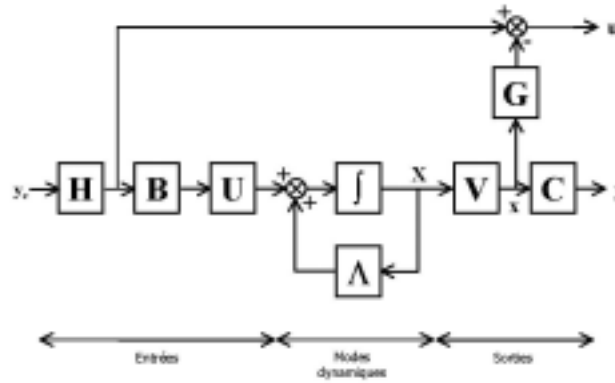 +
-
u
G
yc
H
B
U
+
+
∫
X
V
x
C
Λ
Entrées
Modes
dynamiques
Sorties